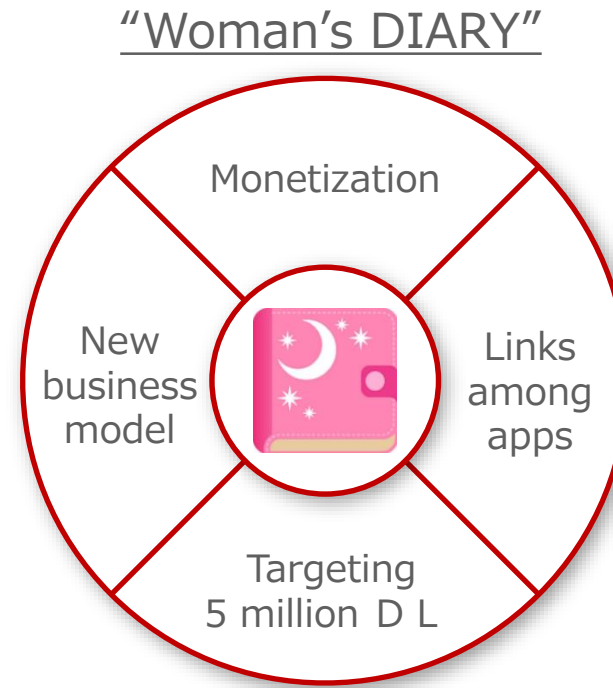 “Woman’s DIARY”
Monetization
New
business
model
Links
among
apps
Targeting
5 million D L